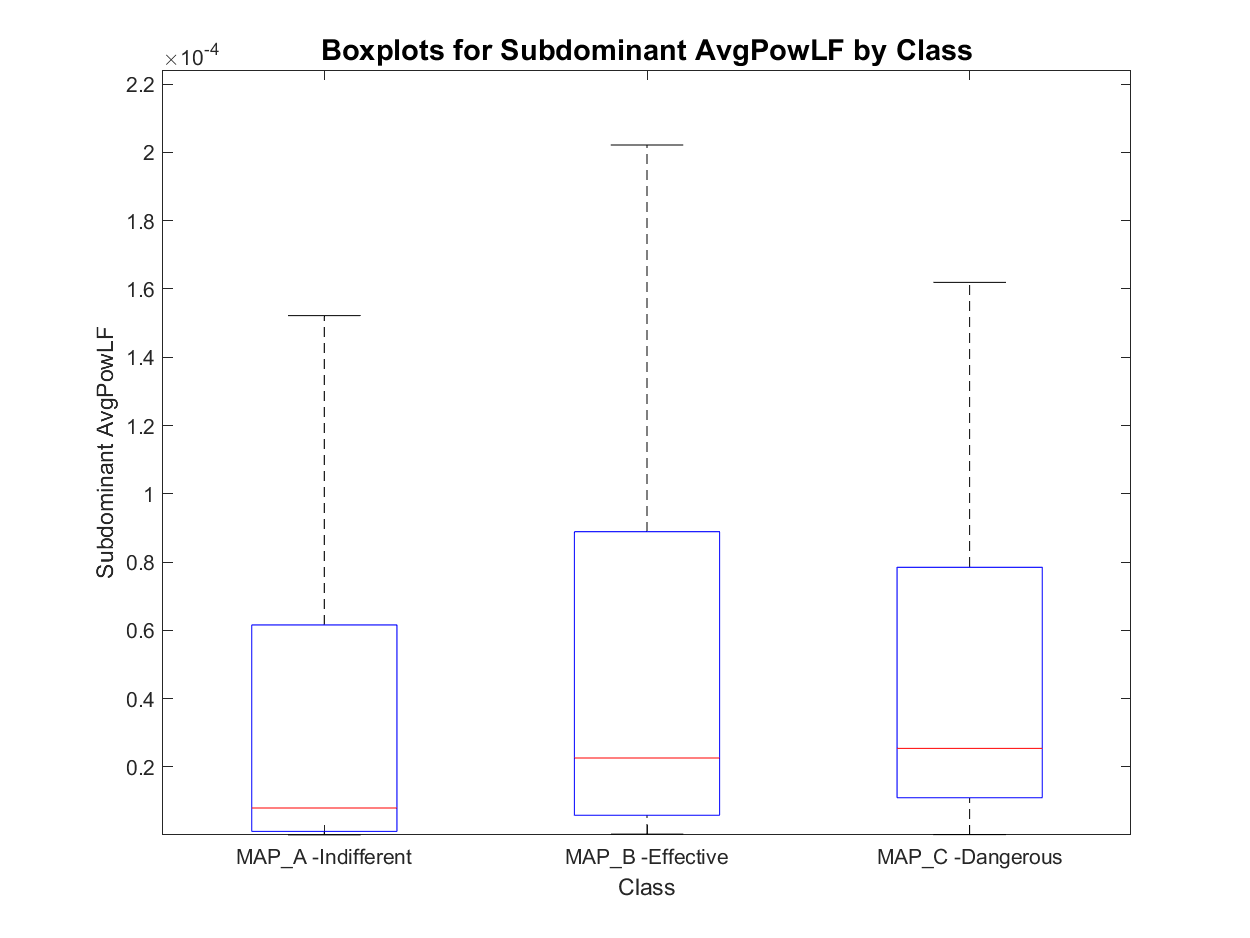 Boxplots for Subdominant AvgPowLF by Class
×10-4
2.2
2
1.8
1.6
1.4
1.2
1
0.8
0.6
0.4
0.2
Subdominant AvgPowLF
MAP_A -Indifferent
MAP_B -Effective
MAP_C -Dangerous
Class